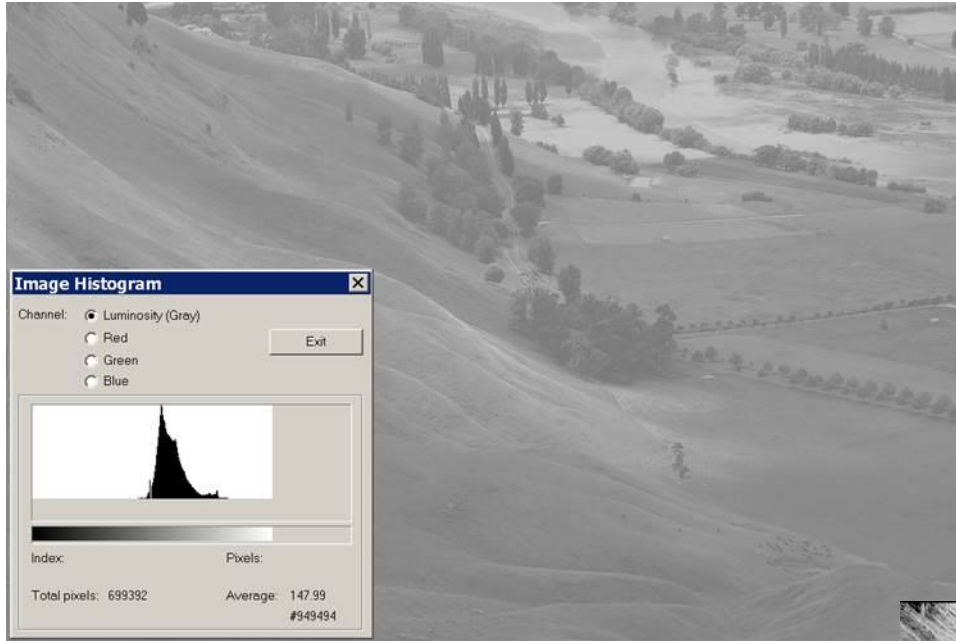 Image Histogram
Channel: Luminosity (Gray)
Red
Exit
Green
Blue
Index: Pixels:
Total pixels: 699392 Average: 147.99
#949494